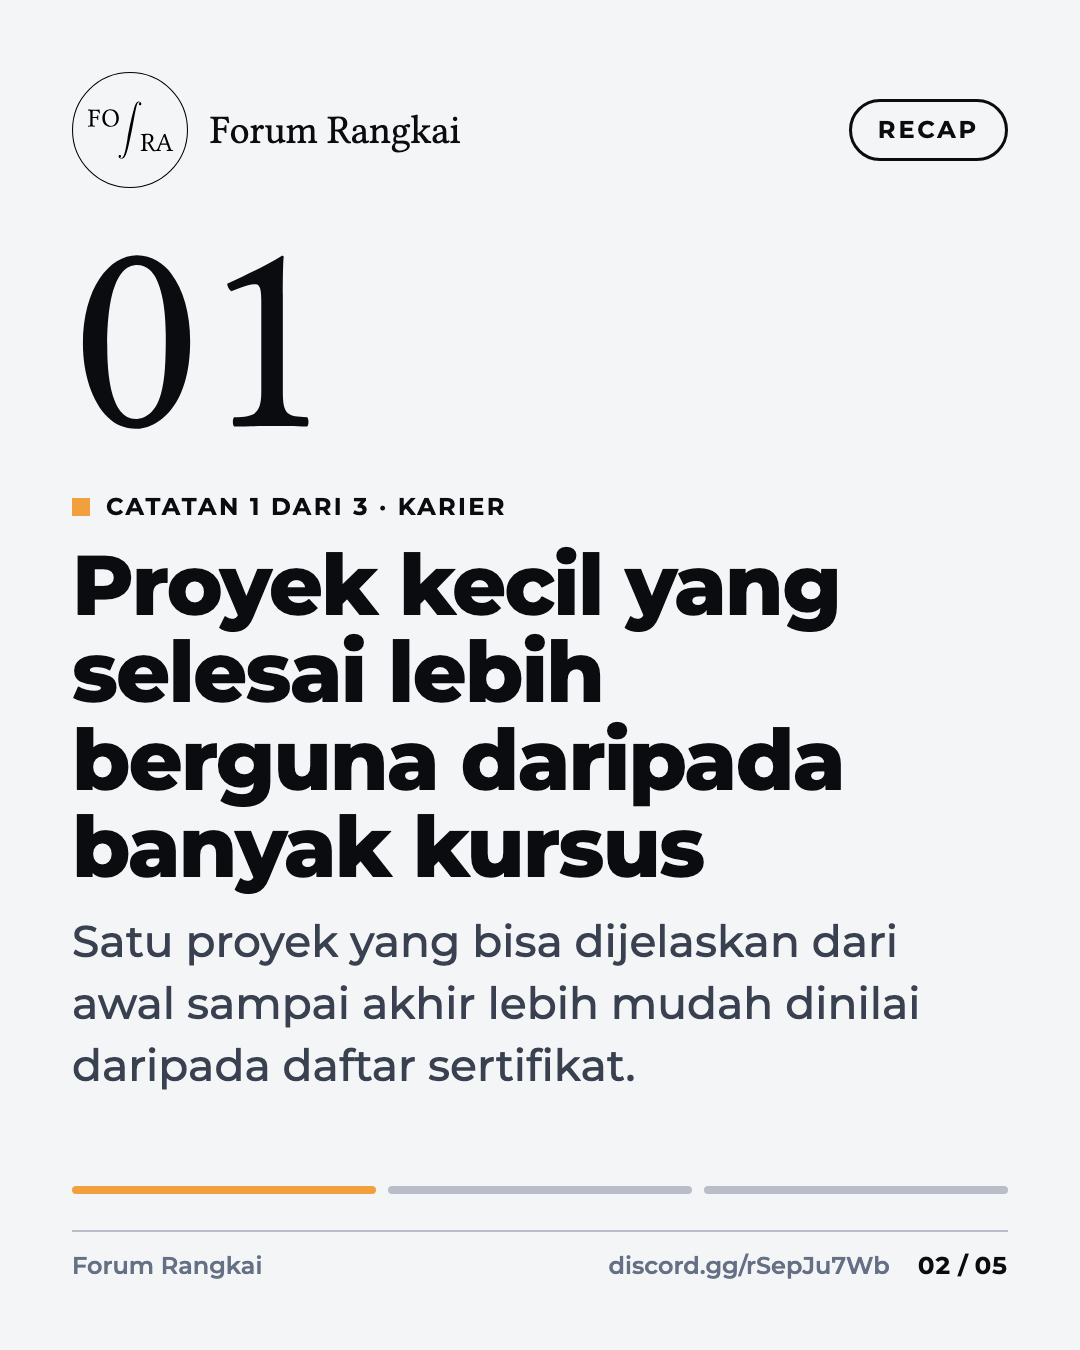 FO
RA
Forum Rangkai
RECAP
01
CATATAN 1 DARI 3 · KARIER
Proyek kecil yang
selesai lebih
berguna daripada
banyak kursus
Satu proyek yang bisa dijelaskan dari
awal sampai akhir lebih mudah dinilai
daripada daftar sertifikat.
Forum Rangkai
discord.gg/rSepJu7Wb
02 / 05